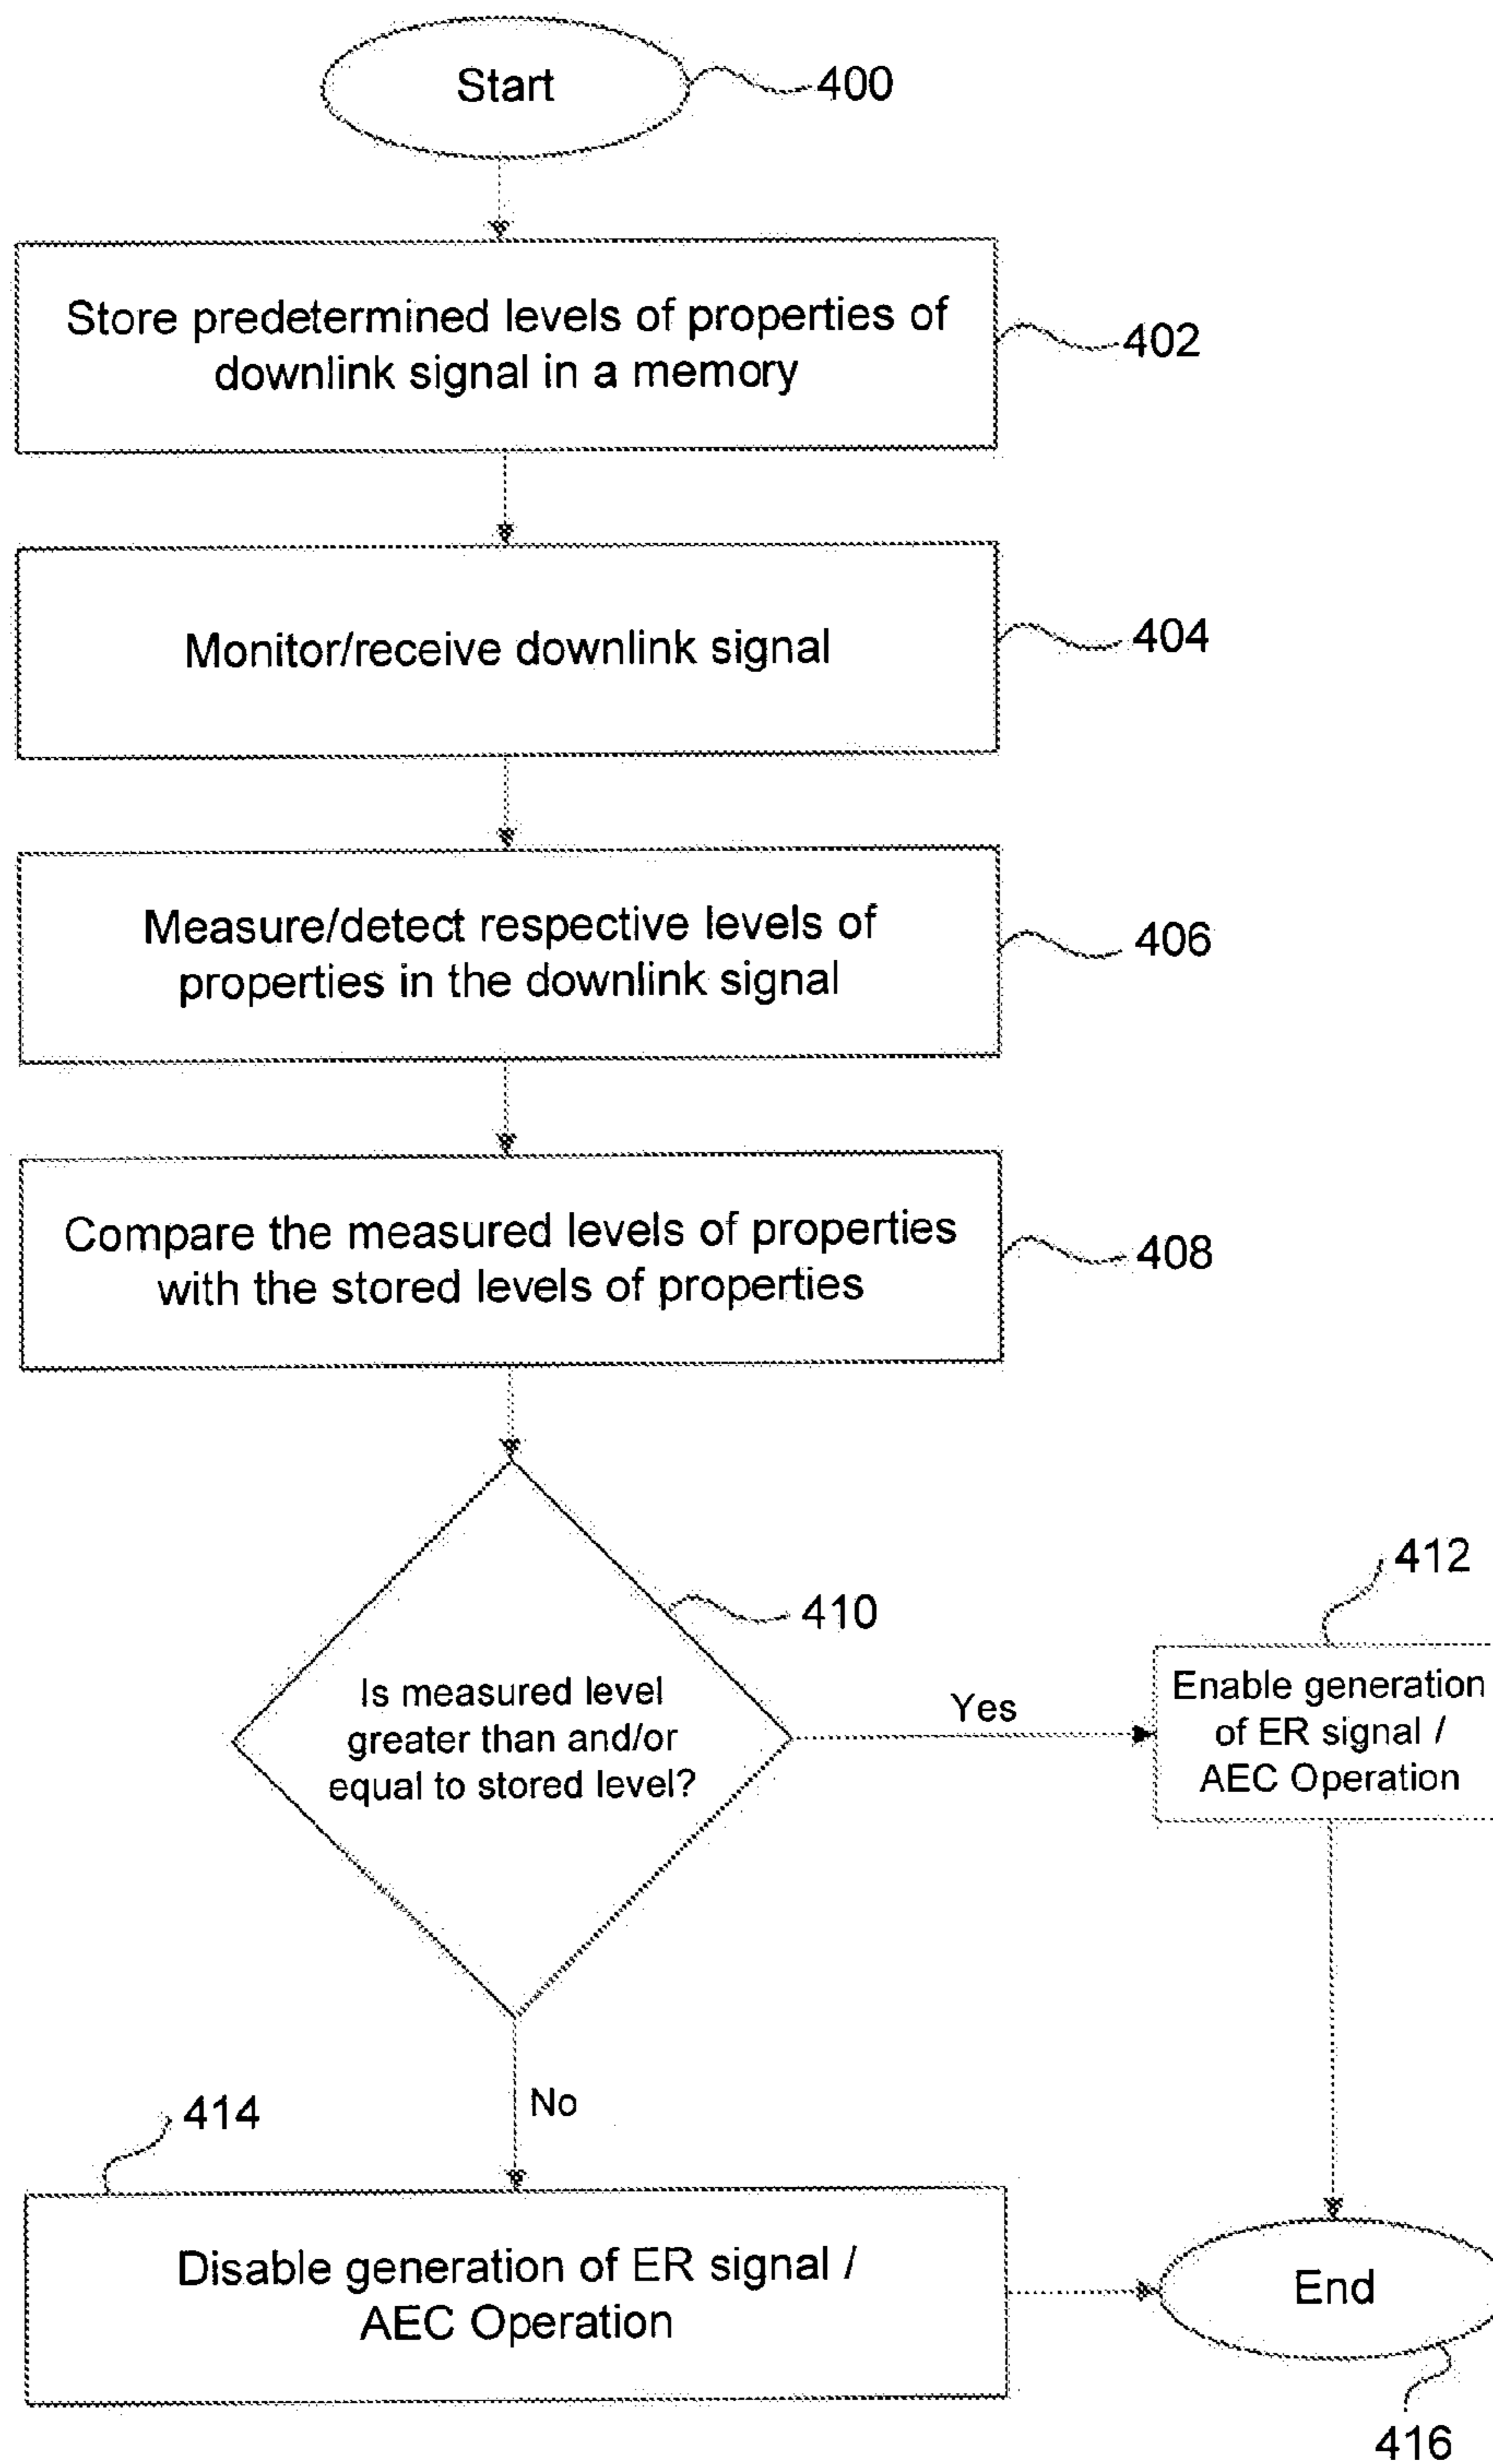 Start
400
Store predetermined levels of properties of
downlink signal in a memory
402
Monitor/receive downlink signal
404
Measure/detect respective levels of
properties in the downlink signal
406
Compare the measured levels of properties
with the stored levels of properties
408
410
Is measured level
greater than and/or
equal to stored level?
Yes
412
Enable generation
of ER signal /
AEC Operation
No
414
Disable generation of ER signal /
AEC Operation
End
416